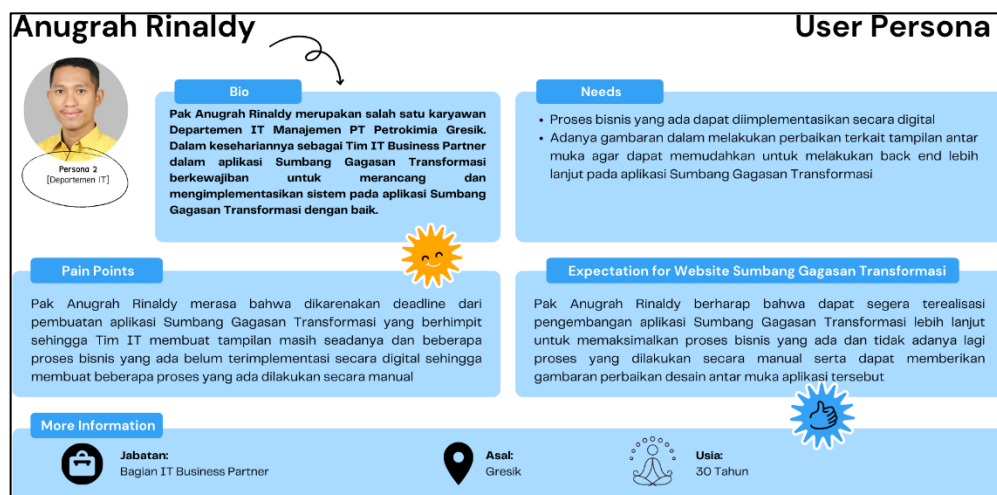 Anugrah Rinaldy
User Persona
Persona 2
[Departemen IT]
Bio
Pak Anugrah Rinaldy merupakan salah satu karyawan
Departemen IT Manajemen PT Petrokimia Gresik.
Dalam kesehariannya sebagai Tim IT Business Partner
dalam aplikasi Sumbang Gagasan Transformasi
berkewajiban untuk merancang dan
mengimplementasikan sistem pada aplikasi Sumbang
Gagasan Transformasi dengan baik.
Needs
• Proses bisnis yang ada dapat diimplementasikan secara digital
• Adanya gambaran dalam melakukan perbaikan terkait tampilan antar
muka agar dapat memudahkan untuk melakukan back end lebih
lanjut pada aplikasi Sumbang Gagasan Transformasi
Pain Points
Pak Anugrah Rinaldy merasa bahwa dikarenakan deadline dari
pembuatan aplikasi Sumbang Gagasan Transformasi yang berhimpit
sehingga Tim IT membuat tampilan masih seadanya dan beberapa
proses bisnis yang ada belum terimplementasi secara digital sehingga
membuat beberapa proses yang ada dilakukan secara manual
Expectation for Website Sumbang Gagasan Transformasi
Pak Anugrah Rinaldy berharap bahwa dapat segera terealisasi
pengembangan aplikasi Sumbang Gagasan Transformasi lebih lanjut
untuk memaksimalkan proses bisnis yang ada dan tidak adanya lagi
proses yang dilakukan secara manual serta dapat memberikan
gambaran perbaikan desain antar muka aplikasi tersebut
More Information
Jabatan:
Bagian IT Business Partner
Asal:
Gresik
Usia:
30 Tahun